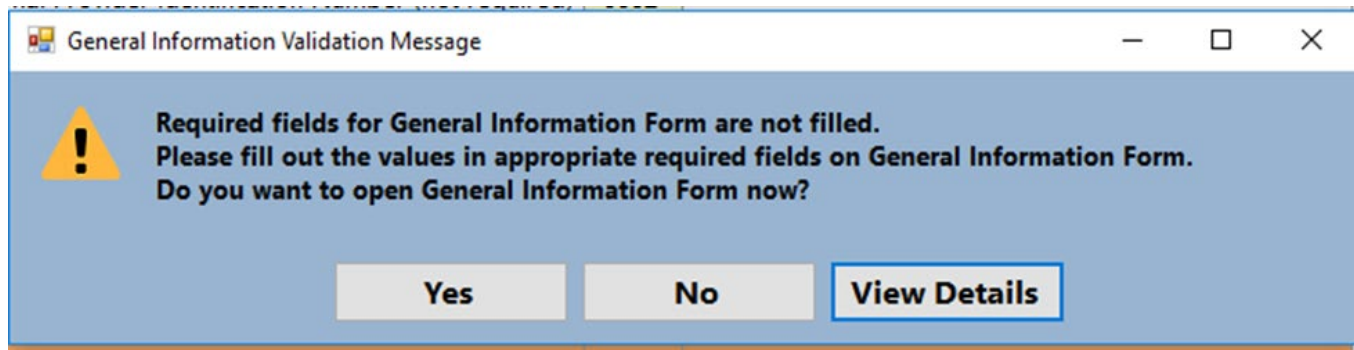 General Information Validation Message
Required fields for General Information Form are not filled.
Please fill out the values in appropriate required fields on General Information Form.
Do you want to open General Information Form now?
Yes No View Details